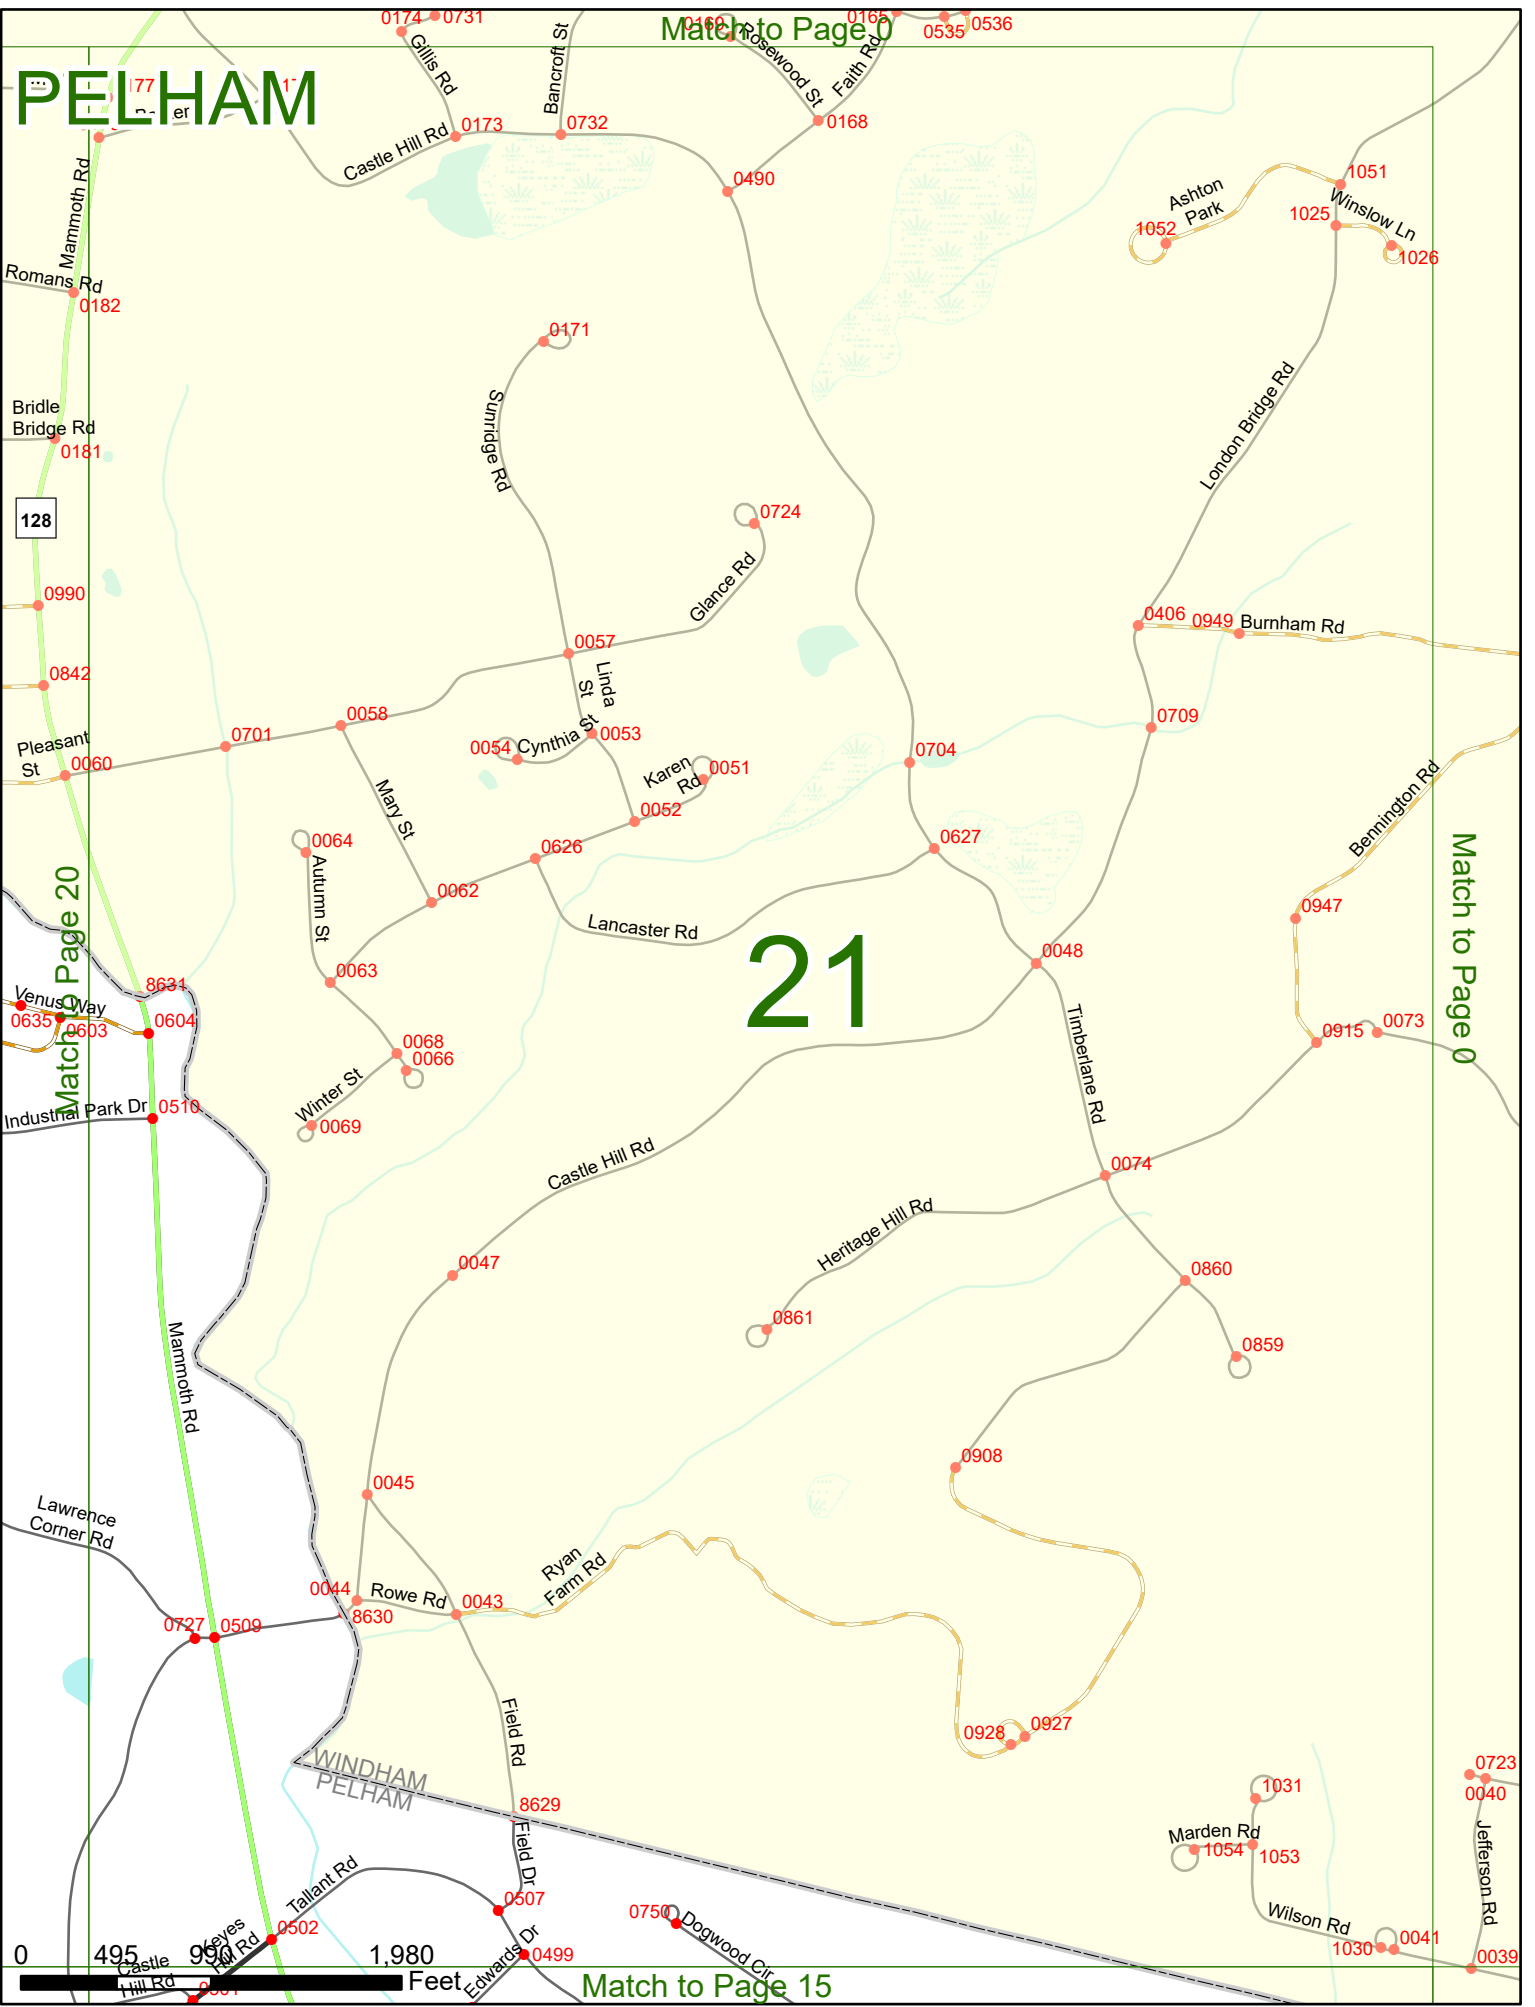 0174
0731
Match to Page 0
0169
0165
0535
0536
Gillis Rd
Bancroft St
Rosewood St
Faith Rd
PELHAM
177
0173
0732
0168
Castle Hill Rd
0490
Mammoth Rd
1051
Ashton
Park
Winslow Ln
1025
1052
1026
Romans Rd
0182
0171
Sunridge Rd
London Bridge Rd
Bridle
Bridge Rd
0181
128
0724
Glance Rd
0990
0406
0949
Burnham Rd
0057
Linda
St
0842
0058
0709
0701
Pleasant
St
0060
0054
Cynthia St
0053
0704
Karen
Rd
0051
Bennington Rd
Mary St
0052
0064
0626
0627
Autumn St
Match to Page 20
Match to Page 0
0062
0947
Lancaster Rd
21
0048
0063
8631
Venus Way
0635
0603
0604
Timberlane Rd
0915
0073
0068
0066
Winter St
0069
Industrial Park Dr
0510
Castle Hill Rd
0074
Heritage Hill Rd
0047
0860
0861
0859
Mammoth Rd
0908
0045
Lawrence
Corner Rd
Ryan
Farm Rd
0044
Rowe Rd
0043
8630
0727
0509
Field Rd
0928
0927
WINDHAM
PELHAM
0723
0040
1031
8629
Field Dr
Marden Rd
1054
1053
Jefferson Rd
Tallant Rd
0507
0750
Dogwood Cir
Wilson Rd
0502
Keyes
Hill Rd
0499
Edwards Dr
1030
0041
0039
0
495
990
1,980
Feet
Castle
Hill Rd
Match to Page 15